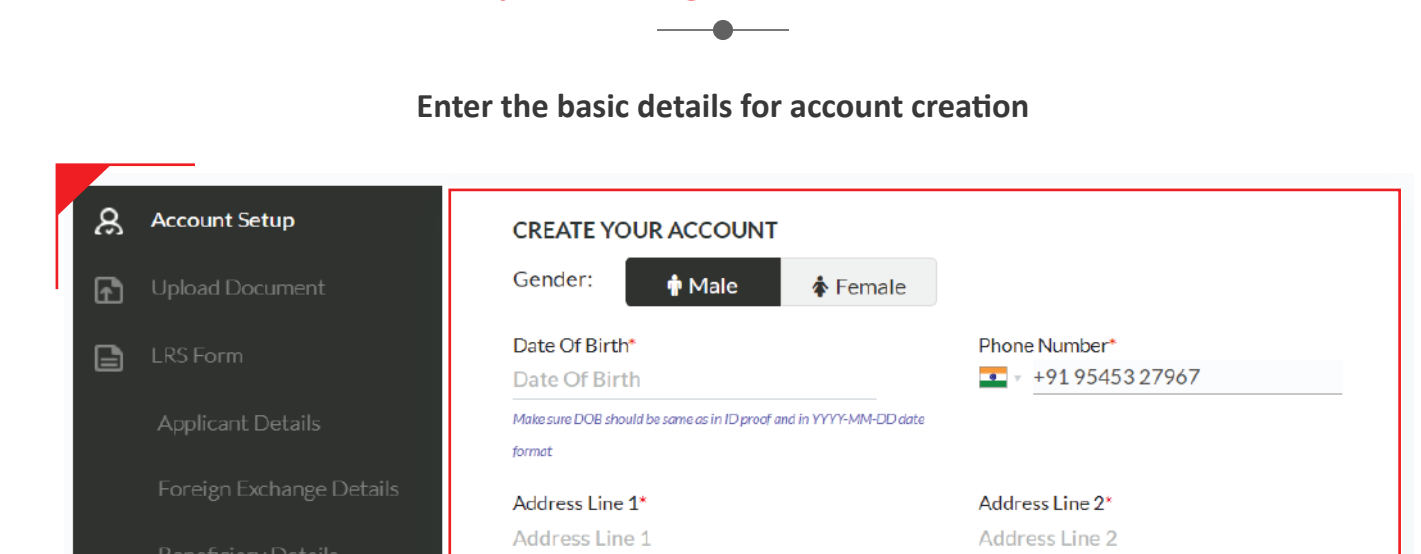 Enter the basic details for account creation
Account Setup
Upload Document
LRS Form
Applicant Details
Foreign Exchange Details
Beneficiary Details
CREATE YOUR ACCOUNT
Gender:
Male
Female
Date Of Birth*
Date Of Birth
Make sure DOB should be same as in ID proof and in YYYY-MM-DD date
format
Phone Number*
+91 95453 27967
Address Line 1*
Address Line 1
Address Line 2*
Address Line 2